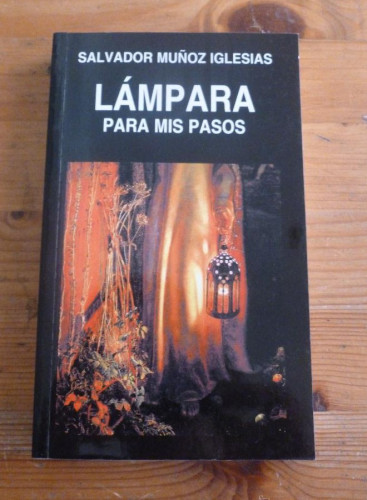 SALVADOR MUÑOZ IGLESIAS
LÁMPARA
PARA MIS PASOS